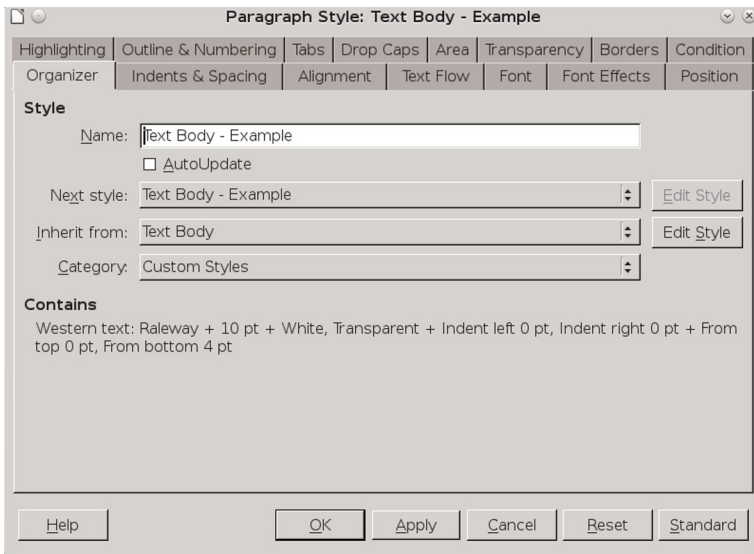 Paragraph Style: Text Body - Example
Highlighting Outline & Numbering Tabs Drop Caps Area Transparency Borders Condition
Organizer Indents & Spacing Alignment Text Flow Font Font Effects Position
Style
Name: Text Body - Example
AutoUpdate
Next style: Text Body - Example Edit Style
Inherit from: Text Body Edit Style
Category: Custom Styles
Contains
Western text: Raleway + 10 pt + White, Transparent + Indent left 0 pt, Indent right 0 pt + From
top 0 pt, From bottom 4 pt
Help OK Apply Cancel Reset Standard